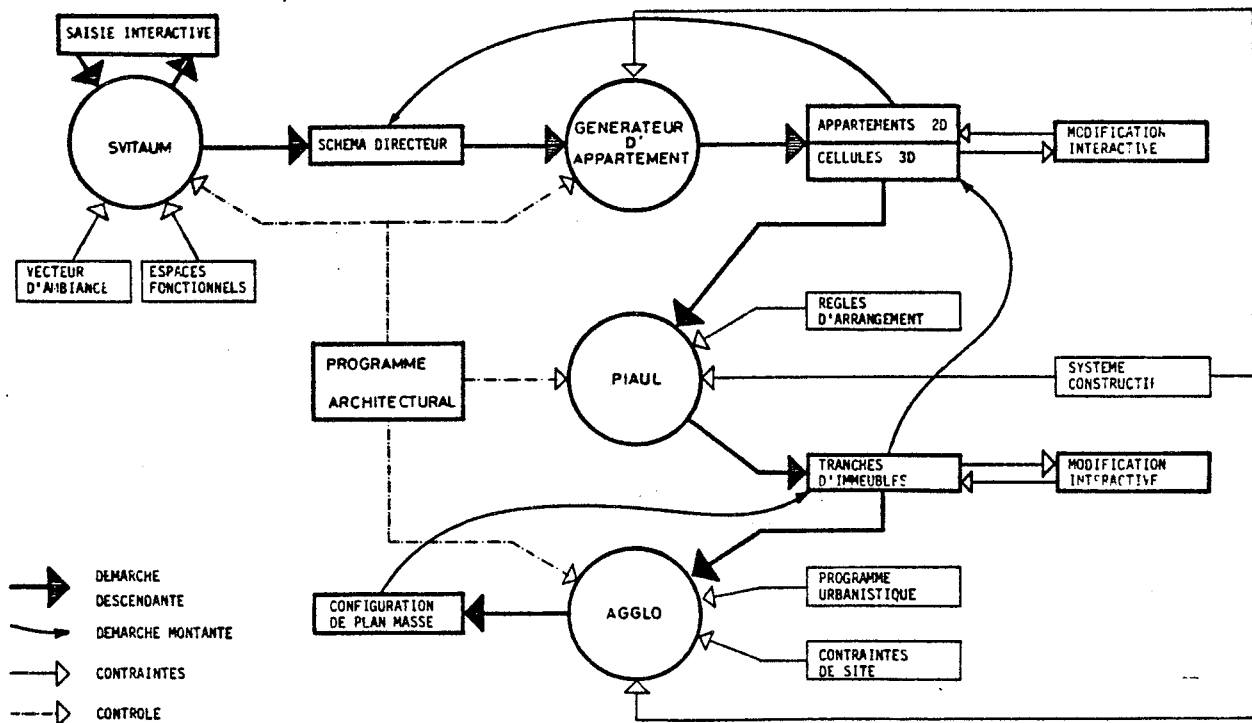 SAISIE INTERACTIVE
SVITAUM
SCHEMA DIRECTEUR
GENERATEUR
D'
APPARTEMENT
APPARTEMENTS 2D
CELLULES 3D
MODIFICATION
INTERACTIVE
VECTEUR
D'AMBIANCE
ESPACES
FONCTIONNELS
REGLES
D'ARRANGEMENT
PROGRAMME
ARCHITECTURAL
PIAUL
SYSTEME
CONSTRUCTIF
TRANCHES
D'IMMEUBLES
MODIFICATION
INTERACTIVE
DEMARCHE
DESCENDANTE
DEMARCHE MONTANTE
CONTRAINTES
CONTROLE
CONFIGURATION
DE PLAN MASSE
AGGLO
PROGRAMME
URBANISTIQUE
CONTRAINTES
DE SITE